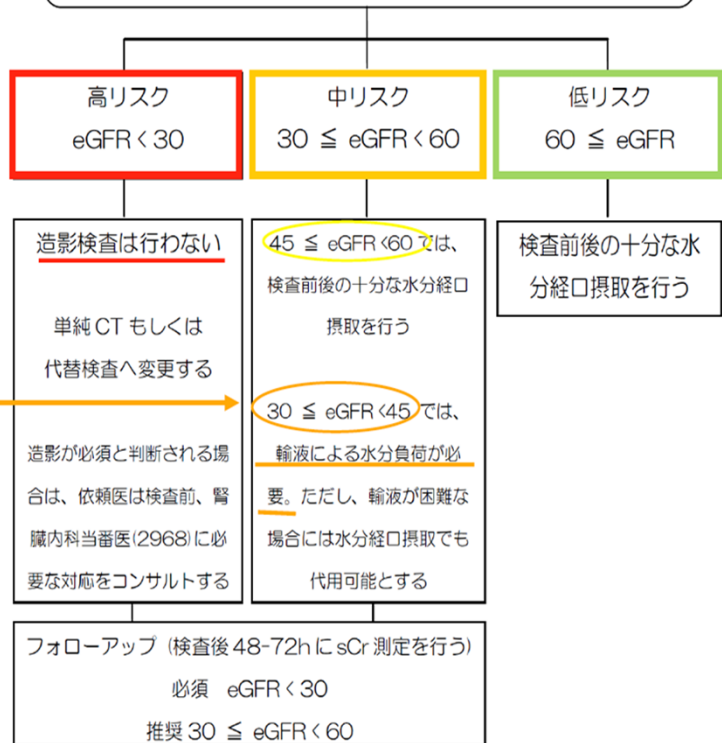 高リスク
eGFR<30
中リスク
30 ≦ eGFR<60
低リスク
60 ≦ eGFR
造影検査は行わない
単純CTもしくは
代替検査へ変更する
造影が必須と判断される場
合は、依頼医は検査前、腎
臓内科当番医(2968)に必
要な対応をコンサルトする
45 ≦ eGFR<60では、
検査前後の十分な水分経口
摂取を行う
30 ≦ eGFR<45では、
輸液による水分負荷が必
要。ただし、輸液が困難な
場合には水分経口摂取でも
代用可能とする
検査前後の十分な水
分経口摂取を行う
フォローアップ (検査後48-72hにsCr測定を行う)
必須 eGFR<30
推奨 30 ≦ eGFR<60